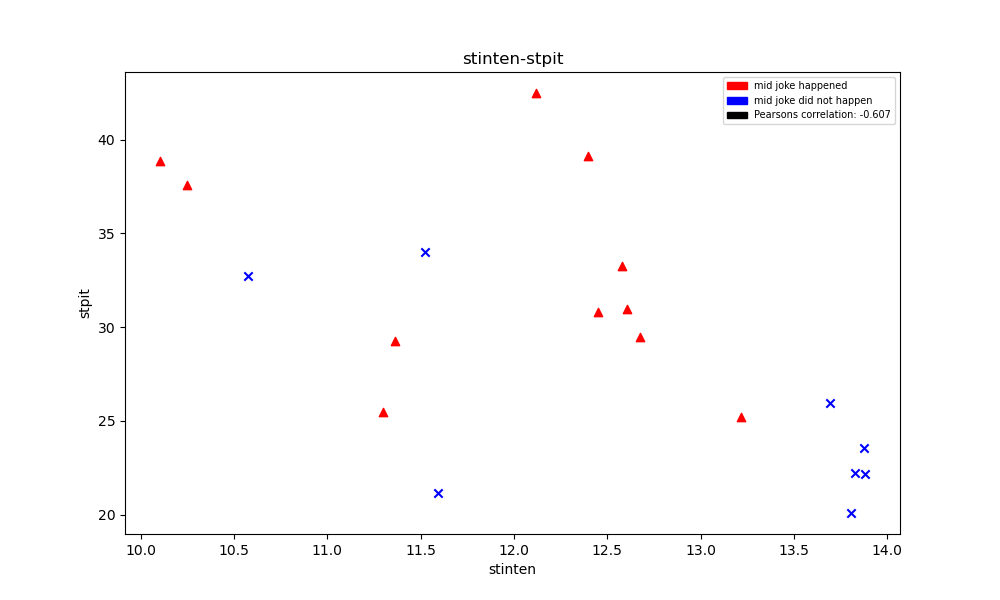 stinten-stpit
mid joke happened
mid joke did not happen
Pearsons correlation: -0.607
40
35
30
25
20
stpit
10.0 10.5 11.0 11.5 12.0 12.5 13.0 13.5 14.0
stinten